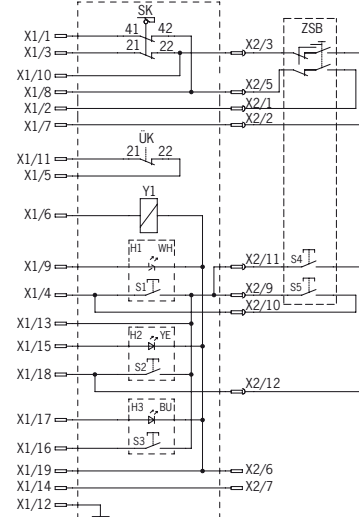 SK
ZSB
X1/1 41 42
X1/3 21 22 X2/3
X1/10
X1/8 X2/5
X1/2 X2/1
X1/7 X2/2
ÜK
X1/11 21 22
X1/5
Y1
X1/6
H1 WH
X1/9 X2/11 S4
X1/4 S1 X2/9 S5
X2/10
X1/13
H2 YE
X1/15
S2
X1/18
X2/12
H3 BU
X1/17
S3
X1/16
X1/19 X2/6
X1/14 X2/7
X1/12